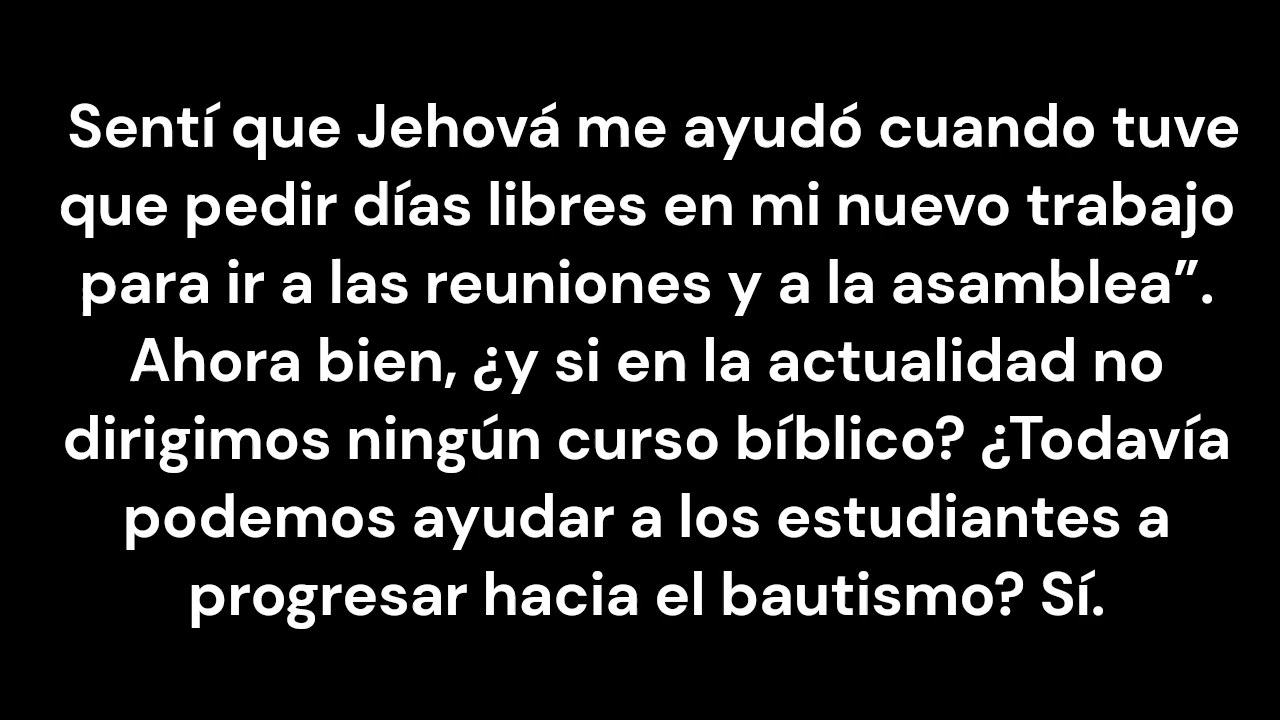 Sentí que Jehová me ayudó cuando tuve
que pedir días libres en mi nuevo trabajo
para ir a las reuniones y a la asamblea”.
Ahora bien, ¿y si en la actualidad no
dirigimos ningún curso bíblico? ¿Todavía
podemos ayudar a los estudiantes a
progresar hacia el bautismo? Sí.